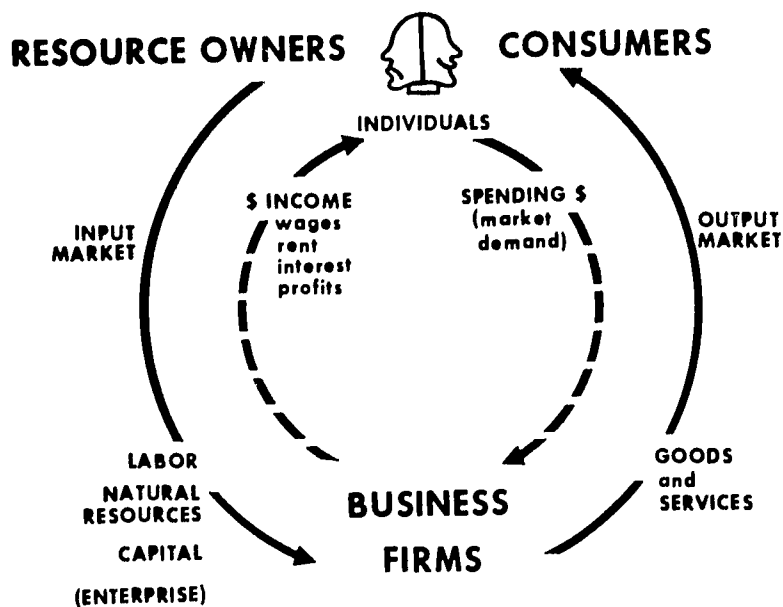 RESOURCE OWNERS
CONSUMERS
INDIVIDUALS
$ INCOME
wages
rent
interest
profits
SPENDING $
(market
demand)
INPUT
MARKET
OUTPUT
MARKET
LABOR
NATURAL
RESOURCES
CAPITAL
(ENTERPRISE)
BUSINESS
FIRMS
GOODS
and
SERVICES